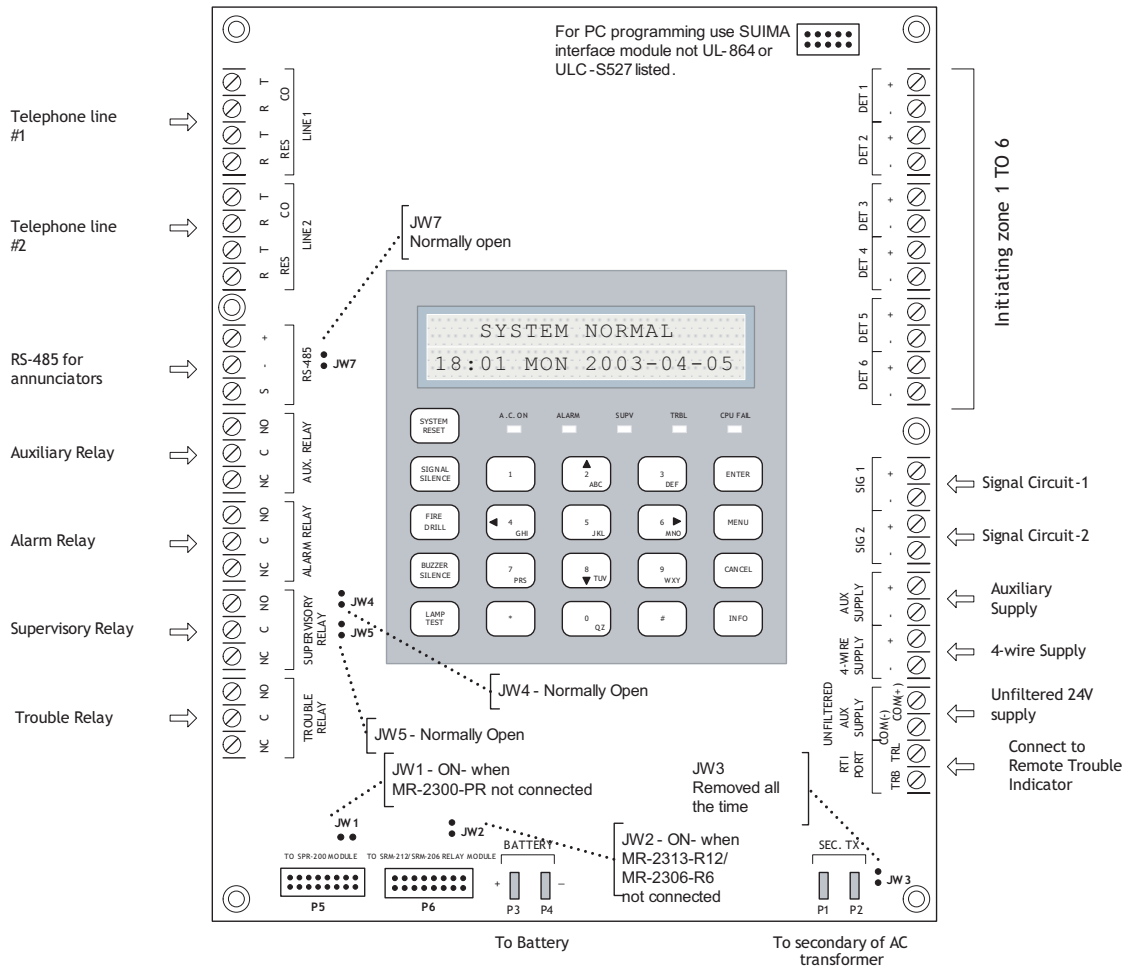 For PC programming use SUIMA
interface module not UL-864 or
ULC-S527 listed.
Telephone line
#1
T
R
T
R
CO
RES
LINE 1
Telephone line
#2
T
R
T
R
CO
RES
LINE 2
JW7
Normally open
RS-485 for
annunciators
+
-
S
RS-485
JW7
Auxiliary Relay
NO
C
NC
AUX. RELAY
Alarm Relay
NO
C
NC
ALARM RELAY
Supervisory Relay
NO
C
NC
SUPERVISORY
RELAY
JW4
JW5
Trouble Relay
NO
C
NC
TROUBLE
RELAY
SYSTEM NORMAL
18:01 MON 2003-04-05
SYSTEM
RESET
A.C. ON
ALARM
SUPV
TRBL
CPU FAIL
SIGNAL
SILENCE
1
2
ABC
3
DEF
ENTER
FIRE
DRILL
4
GHI
5
JKL
6
MNO
MENU
BUZZER
SILENCE
7
PRS
8
TUV
9
WXY
CANCEL
LAMP
TEST
*
0
QZ
#
INFO
DET 1
+
-
DET 2
+
-
DET 3
+
-
DET 4
+
-
DET 5
+
-
DET 6
+
-
Initiating zone 1 TO 6
SIG 1
+
-
Signal Circuit-1
SIG 2
+
-
Signal Circuit-2
AUX
SUPPLY
+
-
Auxiliary
Supply
4-WIRE
SUPPLY
+
-
4-wire Supply
UNFILTERED
AUX
SUPPLY
COM(-)
COM(+)
Unfiltered 24V
supply
RTI
PORT
TRB
TRL
Connect to
Remote Trouble
Indicator
JW4 - Normally Open
JW5 - Normally Open
JW1 - ON- when
MR-2300-PR not connected
JW3
Removed all
the time
JW1
JW2
JW2 - ON- when
MR-2313-R12/
MR-2306-R6
not connected
TO SPR-200 MODULE
P5
TO SRM-212/SRM-206 RELAY MODULE
P6
BATTERY
+
–
P3
P4
SEC. TX
P1
P2
JW3
To Battery
To secondary of AC
transformer